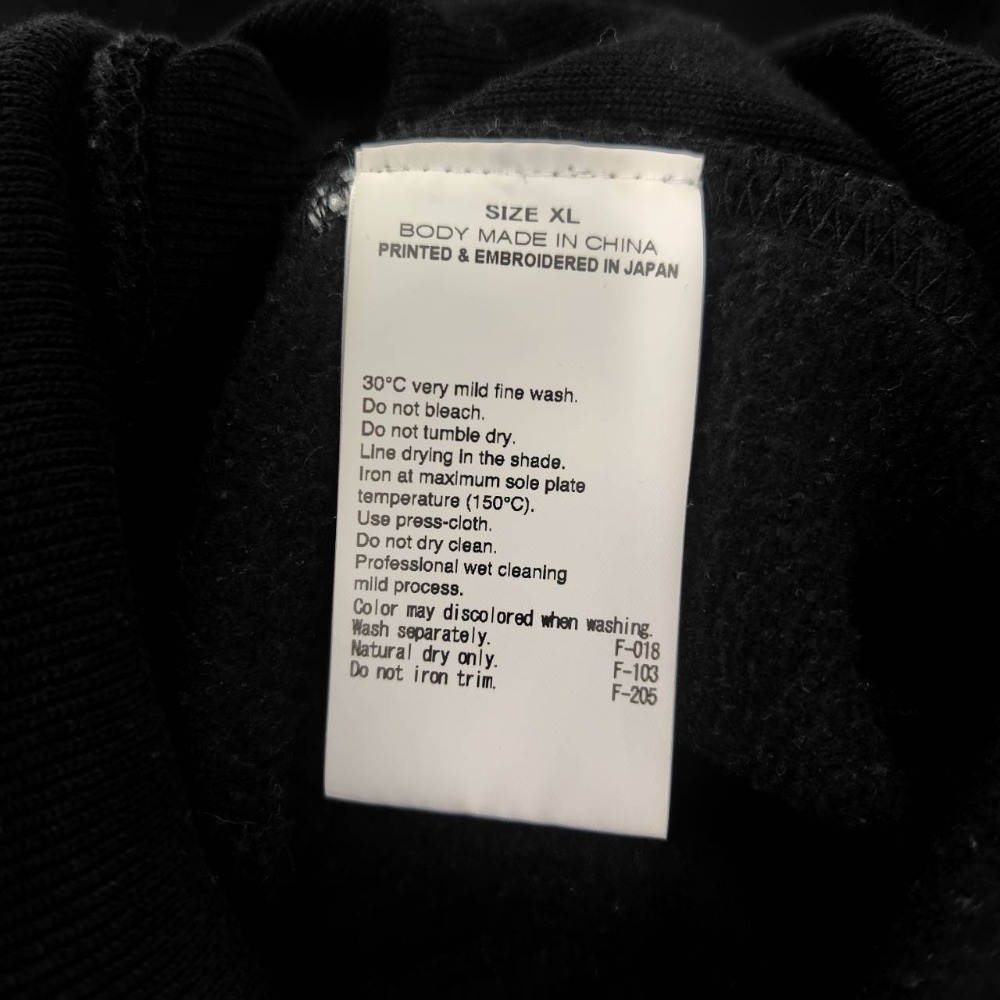 SIZE XL
BODY MADE IN CHINA
PRINTED & EMBROIDERED IN JAPAN
30°C very mild fine wash.
Do not bleach.
Do not tumble dry.
Line drying in the shade.
Iron at maximum sole plate
temperature (150°C).
Use press-cloth.
Do not dry clean.
Professional wet cleaning
mild process.
Color may discolored when washing.
Wash separately. F-018
Natural dry only. F-103
Do not iron trim. F-205